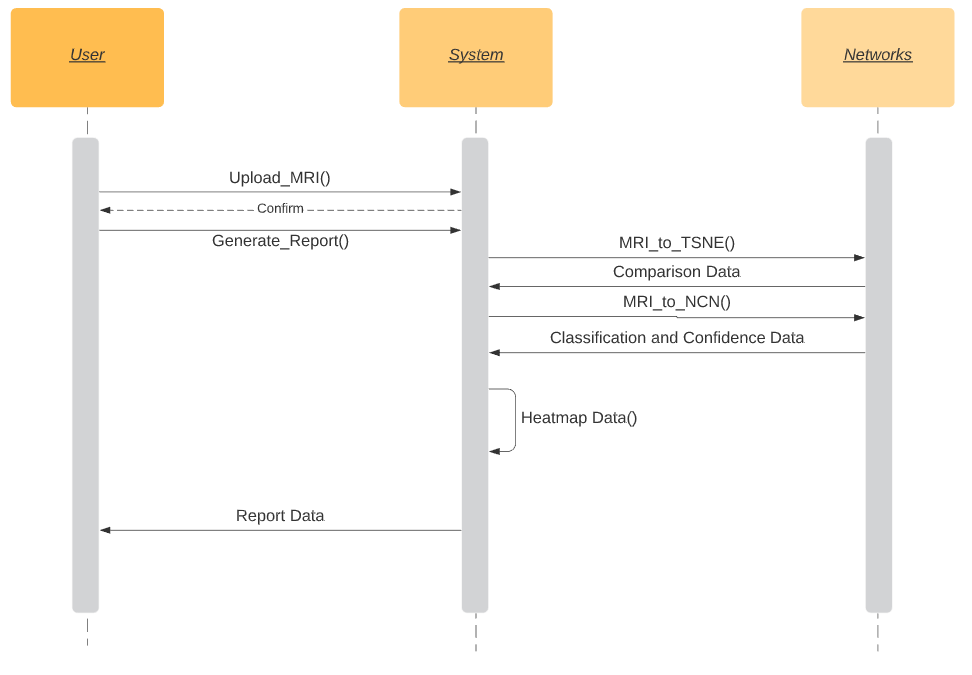 User
System
Networks
Upload_MRI()
Confirm
Generate_Report()
MRI_to_TSNE()
Comparison Data
MRI_to_NCN()
Classification and Confidence Data
Heatmap Data()
Report Data